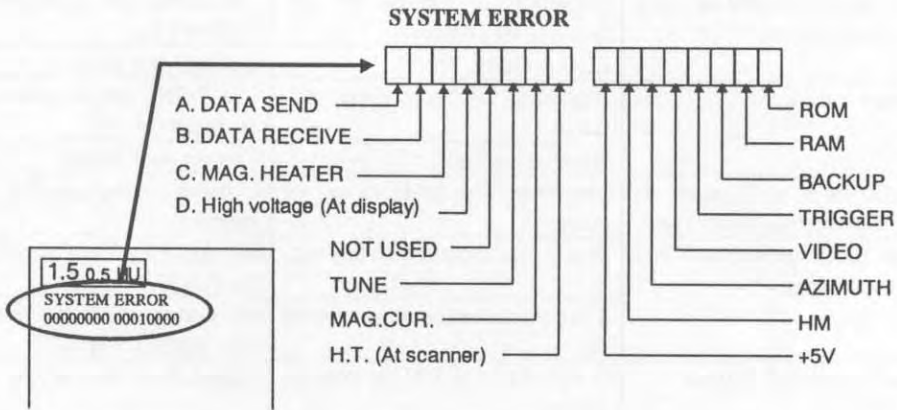 SYSTEM ERROR
A. DATA SEND
B. DATA RECEIVE
C. MAG. HEATER
D. High voltage (At display)
NOT USED
TUNE
MAG.CUR.
H.T. (At scanner)
ROM
RAM
BACKUP
TRIGGER
VIDEO
AZIMUTH
HM
+5V
1.5 0.5
SYSTEM ERROR
00000000 00010000